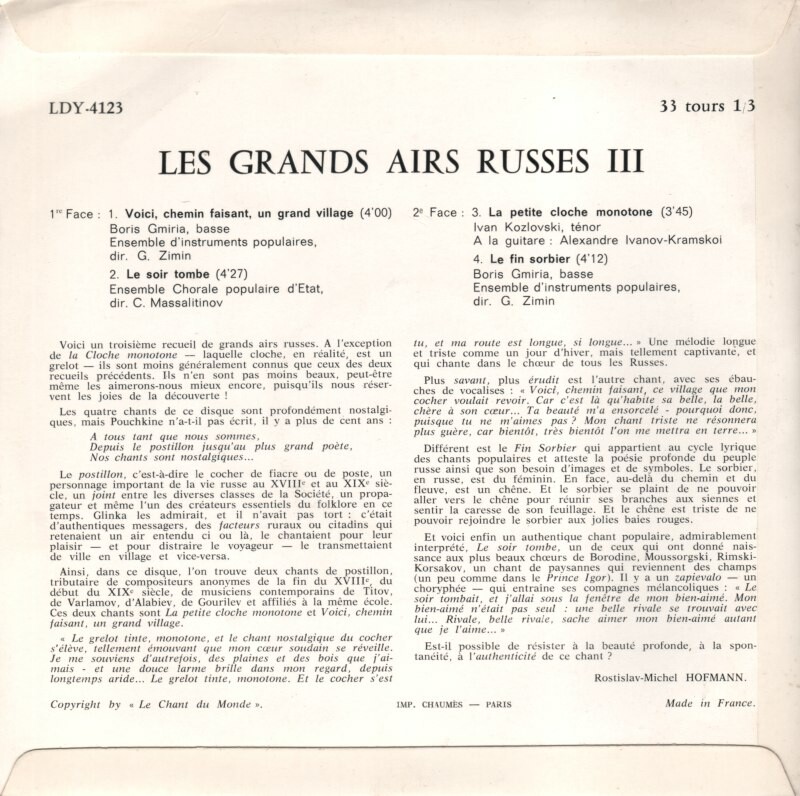 LDY-4123
33 tours 1/3
LES GRANDS AIRS RUSSES III
1re Face : 1. Voici, chemin faisant, un grand village (4'00)
Boris Gmiria, basse
Ensemble d'instruments populaires,
dir. G. Zimin
2. Le soir tombe (4'27)
Ensemble Chorale populaire d'Etat,
dir. C. Massalitinov
2e Face : 3. La petite cloche monotone (3'45)
Ivan Kozlovski, ténor
A la guitare : Alexandre Ivanov-Kramskoi
4. Le fin sorbier (4'12)
Boris Gmiria, basse
Ensemble d'instruments populaires,
dir. G. Zimin
Voici un troisième recueil de grands airs russes. A l'exception
de la Cloche monotone — laquelle cloche, en réalité, est un
grelot — ils sont moins généralement connus que ceux des deux
recueils précédents. Ils n'en sont pas moins beaux, peut-être
même les aimerons-nous mieux encore, puisqu'ils nous réser-
vent les joies de la découverte !
Les quatre chants de ce disque sont profondément nostalgi-
ques, mais Pouchkine n'a-t-il pas écrit, il y a plus de cent ans :
A tous tant que nous sommes,
Depuis le postillon jusqu'au plus grand poète,
Nos chants sont nostalgiques...
Le postillon, c'est-à-dire le cocher de fiacre ou de poste, un
personnage important de la vie russe au XVIIIe et au XIXe siè-
cle, un joint entre les diverses classes de la Société, un propa-
gateur et même l'un des créateurs essentiels du folklore en ce
temps. Glinka les admirait, et il n'avait pas tort : c'était
d'authentiques messagers, des facteurs ruraux ou citadins qui
retenaient un air entendu ci ou là, le chantaient pour leur
plaisir — et pour distraire le voyageur — le transmettaient
de ville en village et vice-versa.
Ainsi, dans ce disque, l'on trouve deux chants de postillon,
tributaire de compositeurs anonymes de la fin du XVIIIe, du
début du XIXe siècle, de musiciens contemporains de Titov,
de Varlamov, d'Alabiev, de Gourilev et affiliés à la même école.
Ces deux chants sont La petite cloche monotone et Voici, chemin
faisant, un grand village.
« Le grelot tinte, monotone, et le chant nostalgique du cocher
s'élève, tellement émouvant que mon cœur soudain se réveille.
Je me souviens d'autrefois, des plaines et des bois que j'ai-
mais - et une douce larme brille dans mon regard, depuis
longtemps aride... Le grelot tinte, monotone. Et le cocher s'est
tu, et ma route est longue, si longue... » Une mélodie longue
et triste comme un jour d'hiver, mais tellement captivante, et
qui chante dans le chœur de tous les Russes.
Plus savant, plus érudit est l'autre chant, avec ses ébau-
ches de vocalises : « Voici, chemin faisant, ce village que mon
cocher voulait revoir. Car c'est là qu'habite sa belle, la belle,
chère à son cœur... Ta beauté m'a ensorcelé - pourquoi donc,
puisque tu ne m'aimes pas ? Mon chant triste ne résonnera
plus guère, car bientôt, très bientôt l'on me mettra en terre... »
Différent est le Fin Sorbier qui appartient au cycle lyrique
des chants populaires et atteste la poésie profonde du peuple
russe ainsi que son besoin d'images et de symboles. Le sorbier,
en russe, est du féminin. En face, au-delà du chemin et du
fleuve, est un chêne. Et le sorbier se plaint de ne pouvoir
aller vers le chêne pour réunir ses branches aux siennes et
sentir la caresse de son feuillage. Et le chêne est triste de ne
pouvoir rejoindre le sorbier aux jolies baies rouges.
Et voici enfin un authentique chant populaire, admirablement
interprété, Le soir tombe, un de ceux qui ont donné nais-
sance aux plus beaux chœurs de Borodine, Moussorgski, Rimski-
Korsakov, un chant de paysannes qui reviennent des champs
(un peu comme dans le Prince Igor). Il y a un zapievalo — un
coryphée — qui entraine ses compagnes mélancoliques : « Le
soir tombait, et j'allai sous la fenêtre de mon bien-aimé. Mon
bien-aimé n'était pas seul : une belle rivale se trouvait avec
lui... Rivale, belle rivale, sache aimer mon bien-aimé autant
que je l'aime... »
Est-il possible de résister à la beauté profonde, à la spon-
tanéité, à l'authenticité de ce chant ?
Rostislav-Michel HOFMANN.
Copyright by « Le Chant du Monde ».
IMP. CHAUMÈS — PARIS
Made in France.